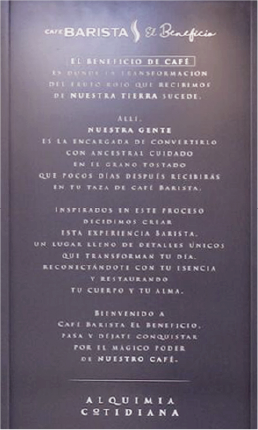 CAFÉ BARISTA El Beneficio
EL BENEFICIO DE CAFÉ
ES DONDE LA TRANSFORMACIÓN
DEL FRUTO ROJO QUE RECIBIMOS
DE NUESTRA TIERRA SUCEDE.
ALLÍ,
NUESTRA GENTE
ES LA ENCARGADA DE CONVERTIRLO
CON ANCESTRAL CUIDADO
EN EL GRANO TOSTADO
QUE POCOS DÍAS DESPUÉS RECIBIRÁS
EN TU TAZA DE CAFÉ BARISTA.
INSPIRADOS EN ESTE PROCESO
DECIDIMOS CREAR
ESTA EXPERIENCIA BARISTA,
UN LUGAR LLENO DE DETALLES ÚNICOS
QUE TRANSFORMAN TU DÍA,
RECONECTÁNDOTE CON TU ESENCIA
Y RESTAURANDO
TU CUERPO Y TU ALMA.
BIENVENIDO A
CAFÉ BARISTA EL BENEFICIO,
PASA Y DÉJATE CONQUISTAR
POR EL MÁGICO PODER
DE NUESTRO CAFÉ.
ALQUIMIA
COTIDIANA